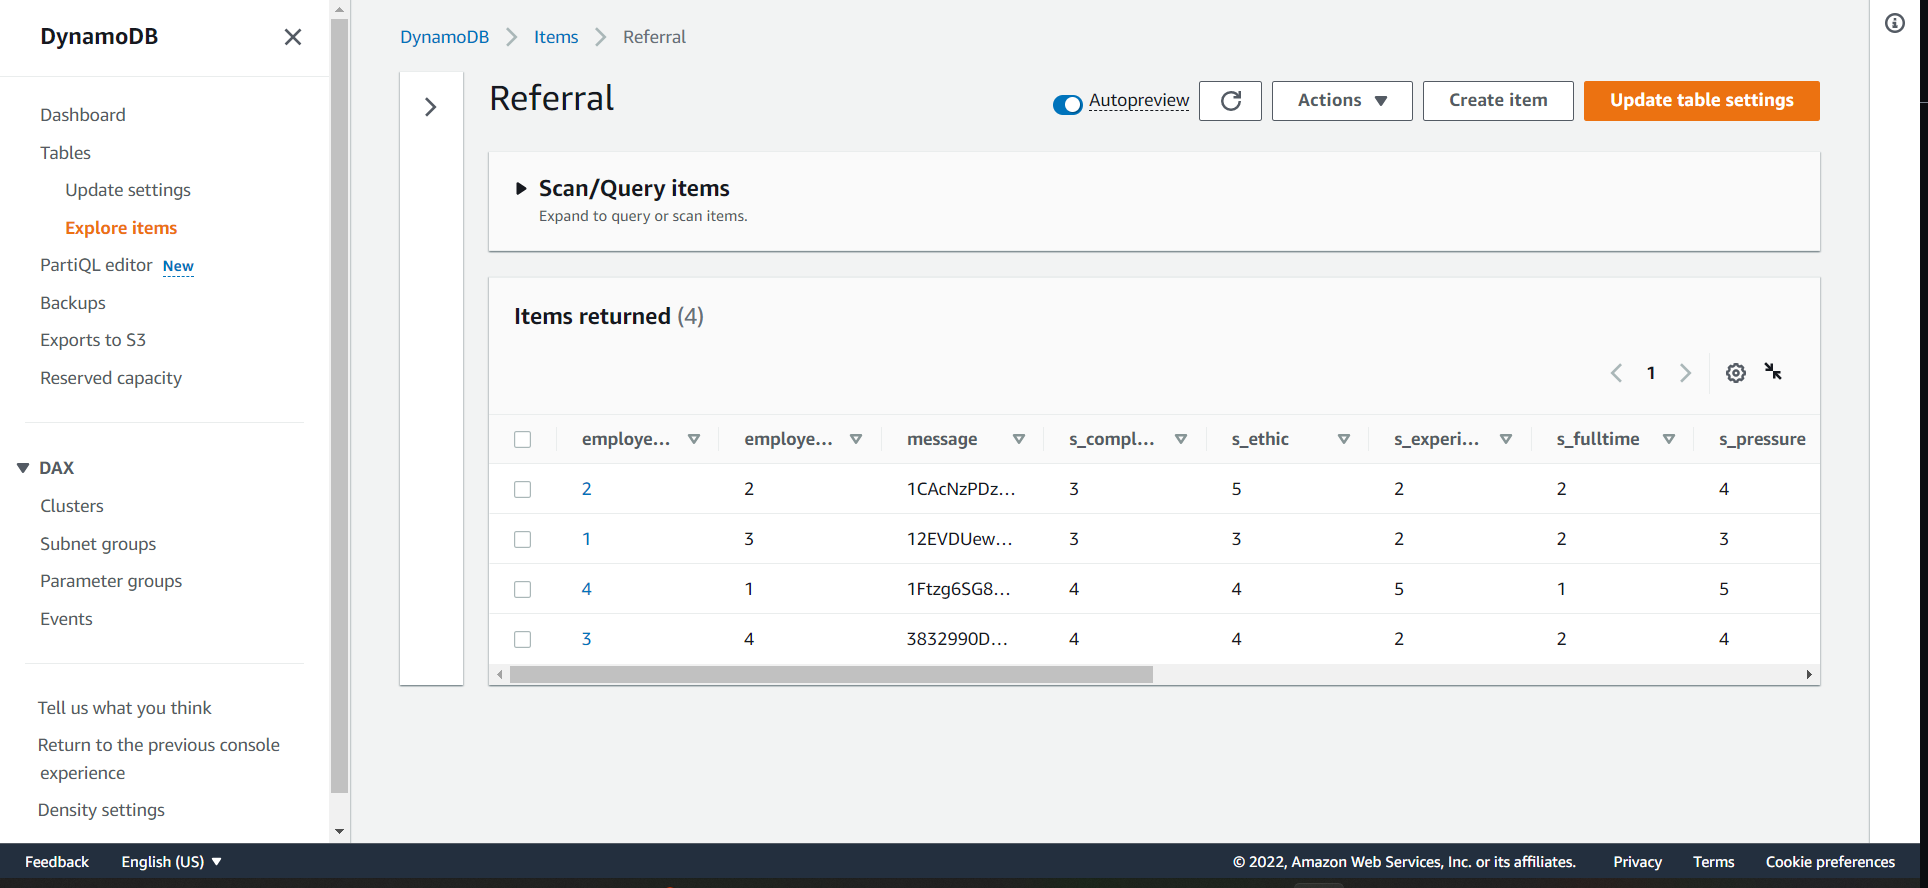 DynamoDB
Dashboard
Tables
Update settings
Explore items
PartiQL editor New
Backups
Exports to S3
Reserved capacity
DAX
Clusters
Subnet groups
Parameter groups
Events
Tell us what you think
Return to the previous console
experience
Density settings
DynamoDB Items Referral
Referral
Autopreview Actions Create item Update table settings
Scan/Query items
Expand to query or scan items.
Items returned (4)
1
employe... employe... message s_compl... s_ethic s_experi... s_fulltime s_pressure
2 2 1CAcNzPDz... 3 5 2 2 4
1 3 12EVDUew... 3 3 2 2 3
4 1 1Ftzg6SG8... 4 4 5 1 5
3 4 3832990D... 4 4 2 2 4
Feedback English (US) © 2022, Amazon Web Services, Inc. or its affiliates. Privacy Terms Cookie preferences